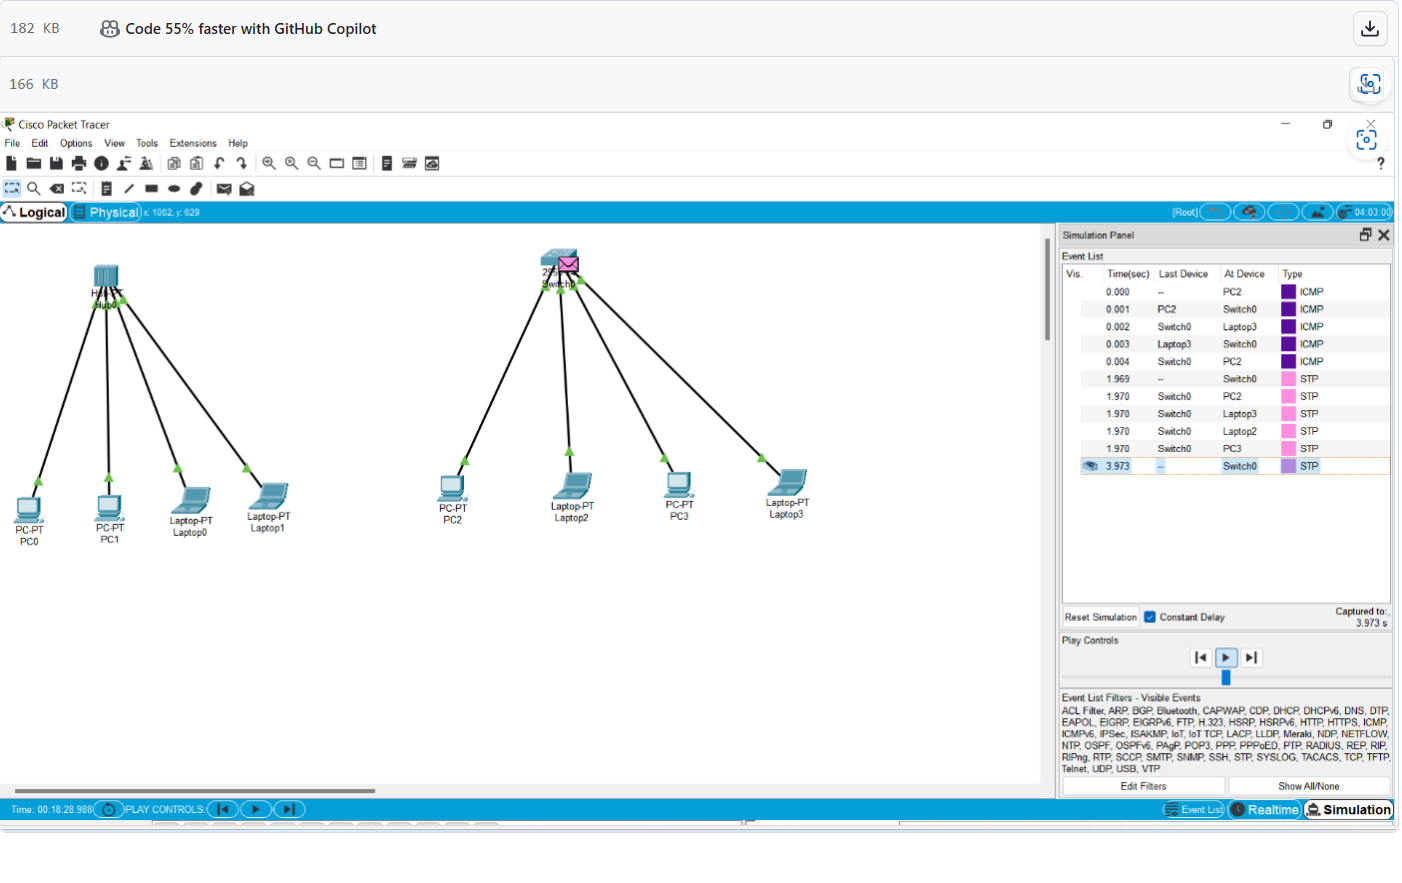 182 KB Code 55% faster with GitHub Copilot
166 KB
Cisco Packet Tracer
File Edit Options View Tools Extensions Help
?
Logical Physical x: 1062, y: 629 [Root] 04:03:00
Simulation Panel
Event List
Vis. Time(sec) Last Device At Device Type
0.000 -- PC2 ICMP
0.001 PC2 Switch0 ICMP
0.002 Switch0 Laptop3 ICMP
0.003 Laptop3 Switch0 ICMP
0.004 Switch0 PC2 ICMP
1.969 -- Switch0 STP
1.970 Switch0 PC2 STP
1.970 Switch0 Laptop3 STP
1.970 Switch0 Laptop2 STP
1.970 Switch0 PC3 STP
3.973 -- Switch0 STP
Hub0
Switch0
PC-PT
PC0
PC-PT
PC1
Laptop-PT
Laptop0
Laptop-PT
Laptop1
PC-PT
PC2
Laptop-PT
Laptop2
PC-PT
PC3
Laptop-PT
Laptop3
Reset Simulation Constant Delay Captured to:
3.973 s
Play Controls
Event List Filters - Visible Events
ACL Filter, ARP, BGP, Bluetooth, CAPWAP, CDP, DHCP, DHCPv6, DNS, DTP,
EAPOL, EIGRP, EIGRPv6, FTP, H.323, HSRP, HSRPv6, HTTP, HTTPS, ICMP,
ICMPv6, IPSec, ISAKMP, IoT, IoT TCP, LACP, LLDP, Meraki, NDP, NETFLOW,
NTP, OSPF, OSPFv6, PAgP, POP3, PPP, PPPoED, PTP, RADIUS, REP, RIP,
RIPng, RTP, SCCP, SMTP, SNMP, SSH, STP, SYSLOG, TACACS, TCP, TFTP,
Telnet, UDP, USB, VTP
Edit Filters Show All/None
Time: 00:18:28.988 PLAY CONTROLS: Event List Realtime Simulation